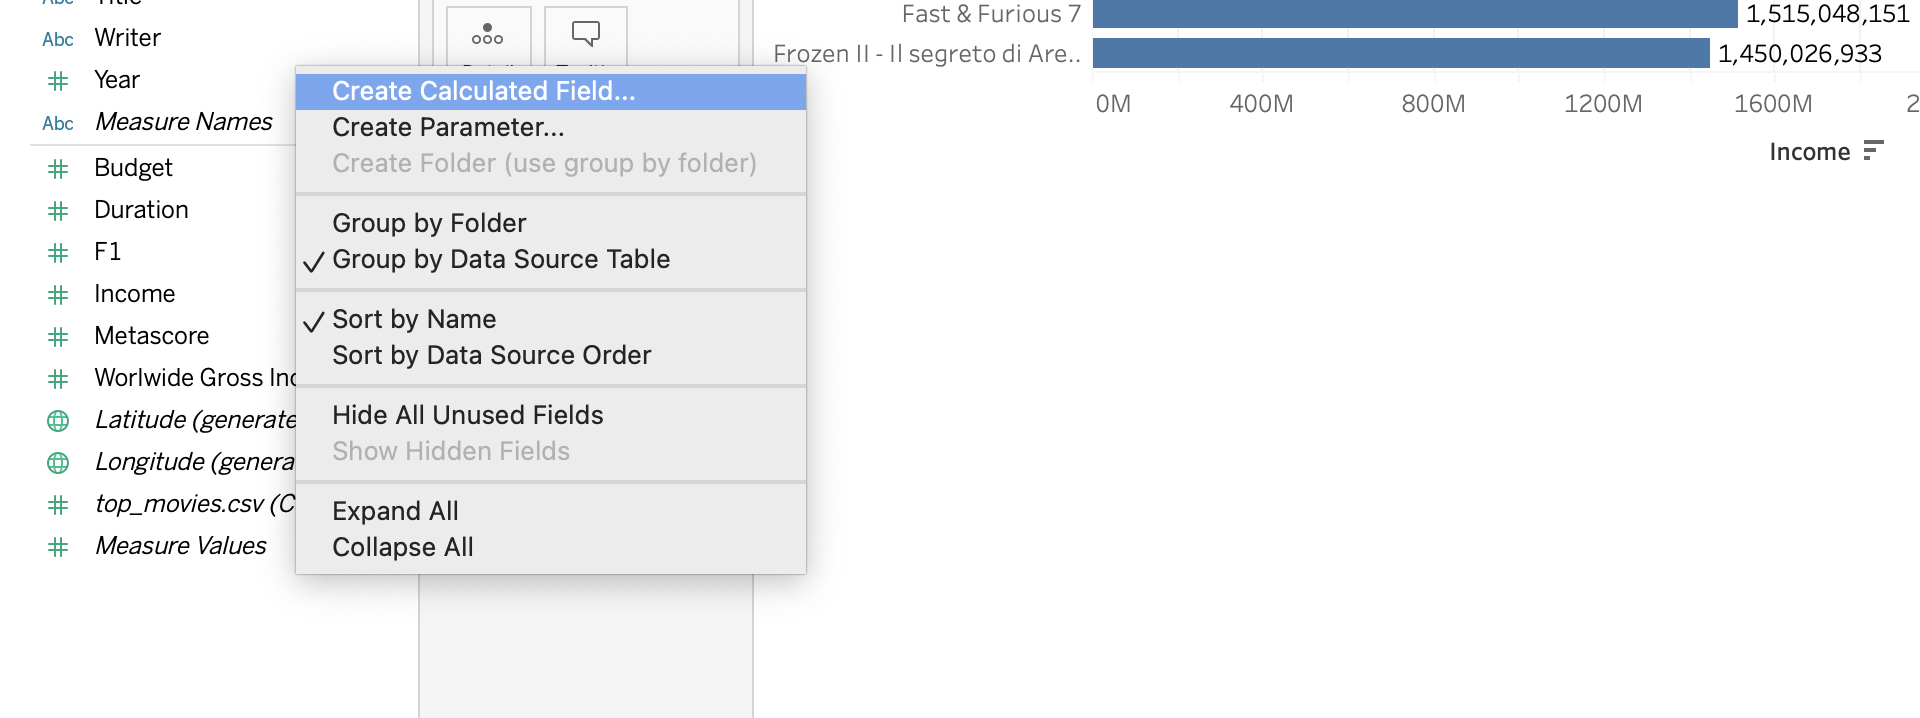 Abc Title
Abc Writer
Year
Abc Measure Names
Budget
Duration
F1
Income
Metascore
Worlwide Gross Inc
Latitude (generate
Longitude (genera
top_movies.csv (C
Measure Values
Create Calculated Field...
Create Parameter...
Create Folder (use group by folder)
Group by Folder
Group by Data Source Table
Sort by Name
Sort by Data Source Order
Hide All Unused Fields
Show Hidden Fields
Expand All
Collapse All
Fast & Furious 7 1,515,048,151
Frozen II - Il segreto di Are.. 1,450,026,933
0M 400M 800M 1200M 1600M 2
Income